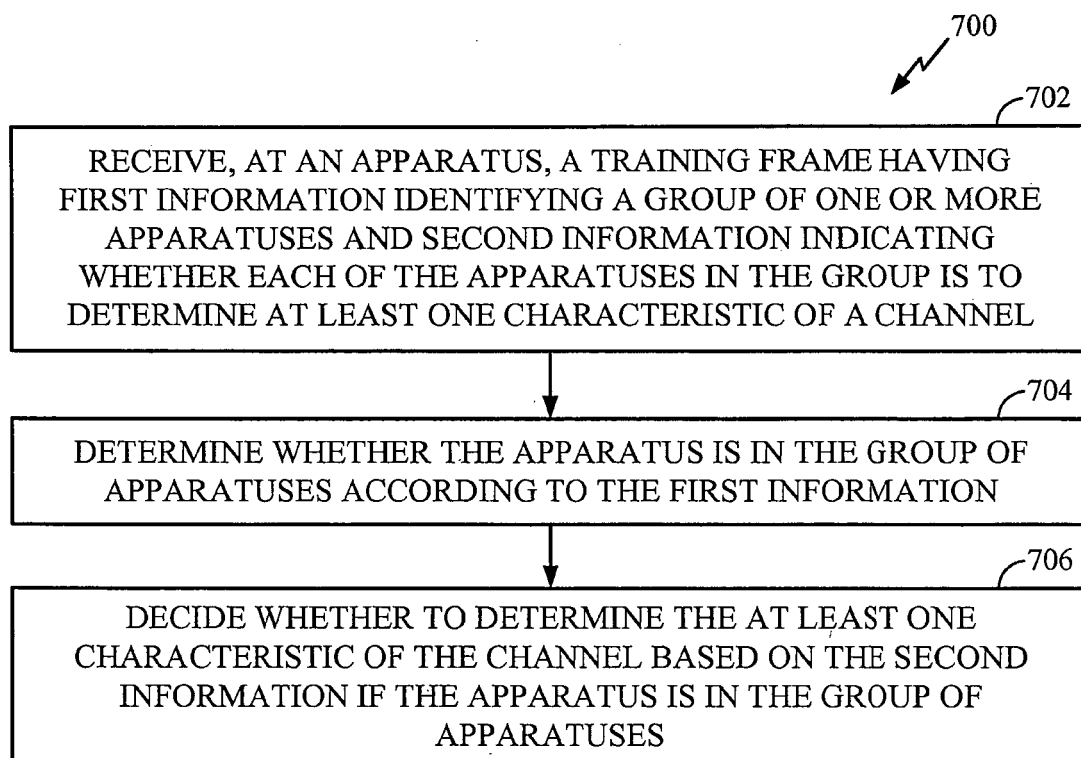 700
702
RECEIVE, AT AN APPARATUS, A TRAINING FRAME HAVING
FIRST INFORMATION IDENTIFYING A GROUP OF ONE OR MORE
APPARATUSES AND SECOND INFORMATION INDICATING
WHETHER EACH OF THE APPARATUSES IN THE GROUP IS TO
DETERMINE AT LEAST ONE CHARACTERISTIC OF A CHANNEL
704
DETERMINE WHETHER THE APPARATUS IS IN THE GROUP OF
APPARATUSES ACCORDING TO THE FIRST INFORMATION
706
DECIDE WHETHER TO DETERMINE THE AT LEAST ONE
CHARACTERISTIC OF THE CHANNEL BASED ON THE SECOND
INFORMATION IF THE APPARATUS IS IN THE GROUP OF
APPARATUSES